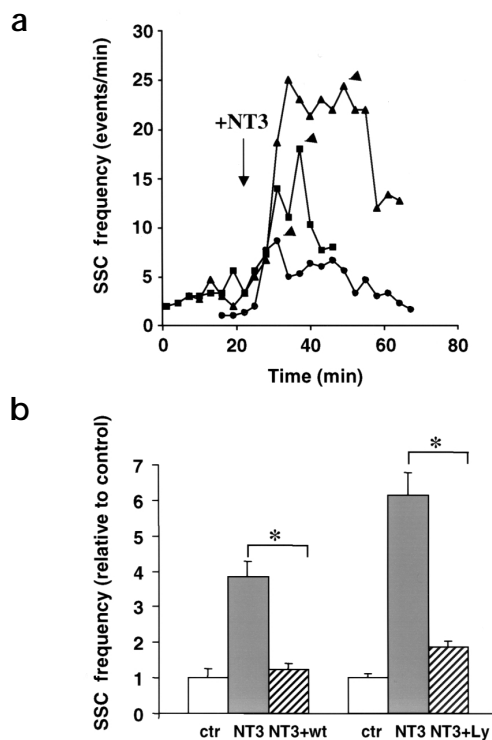 a
SSC frequency (events/min)
30
25
20
15
10
5
0
+NT3
0 20 40 60 80
Time (min)
b
SSC frequency (relative to control)
7
6
5
4
3
2
1
0
*
*
ctr NT3 NT3+wt ctr NT3 NT3+Ly